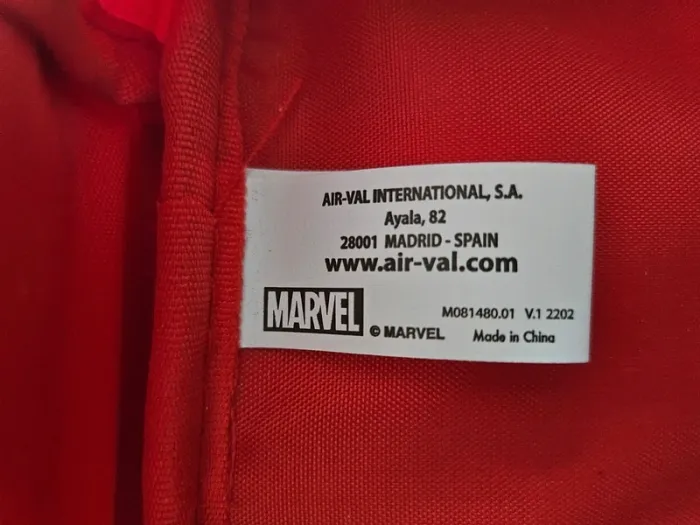 AIR-VAL INTERNATIONAL, S.A.
Ayala, 82
28001 MADRID - SPAIN
www.air-val.com
MARVEL
© MARVEL
M081480.01 V.1 2202
Made in China